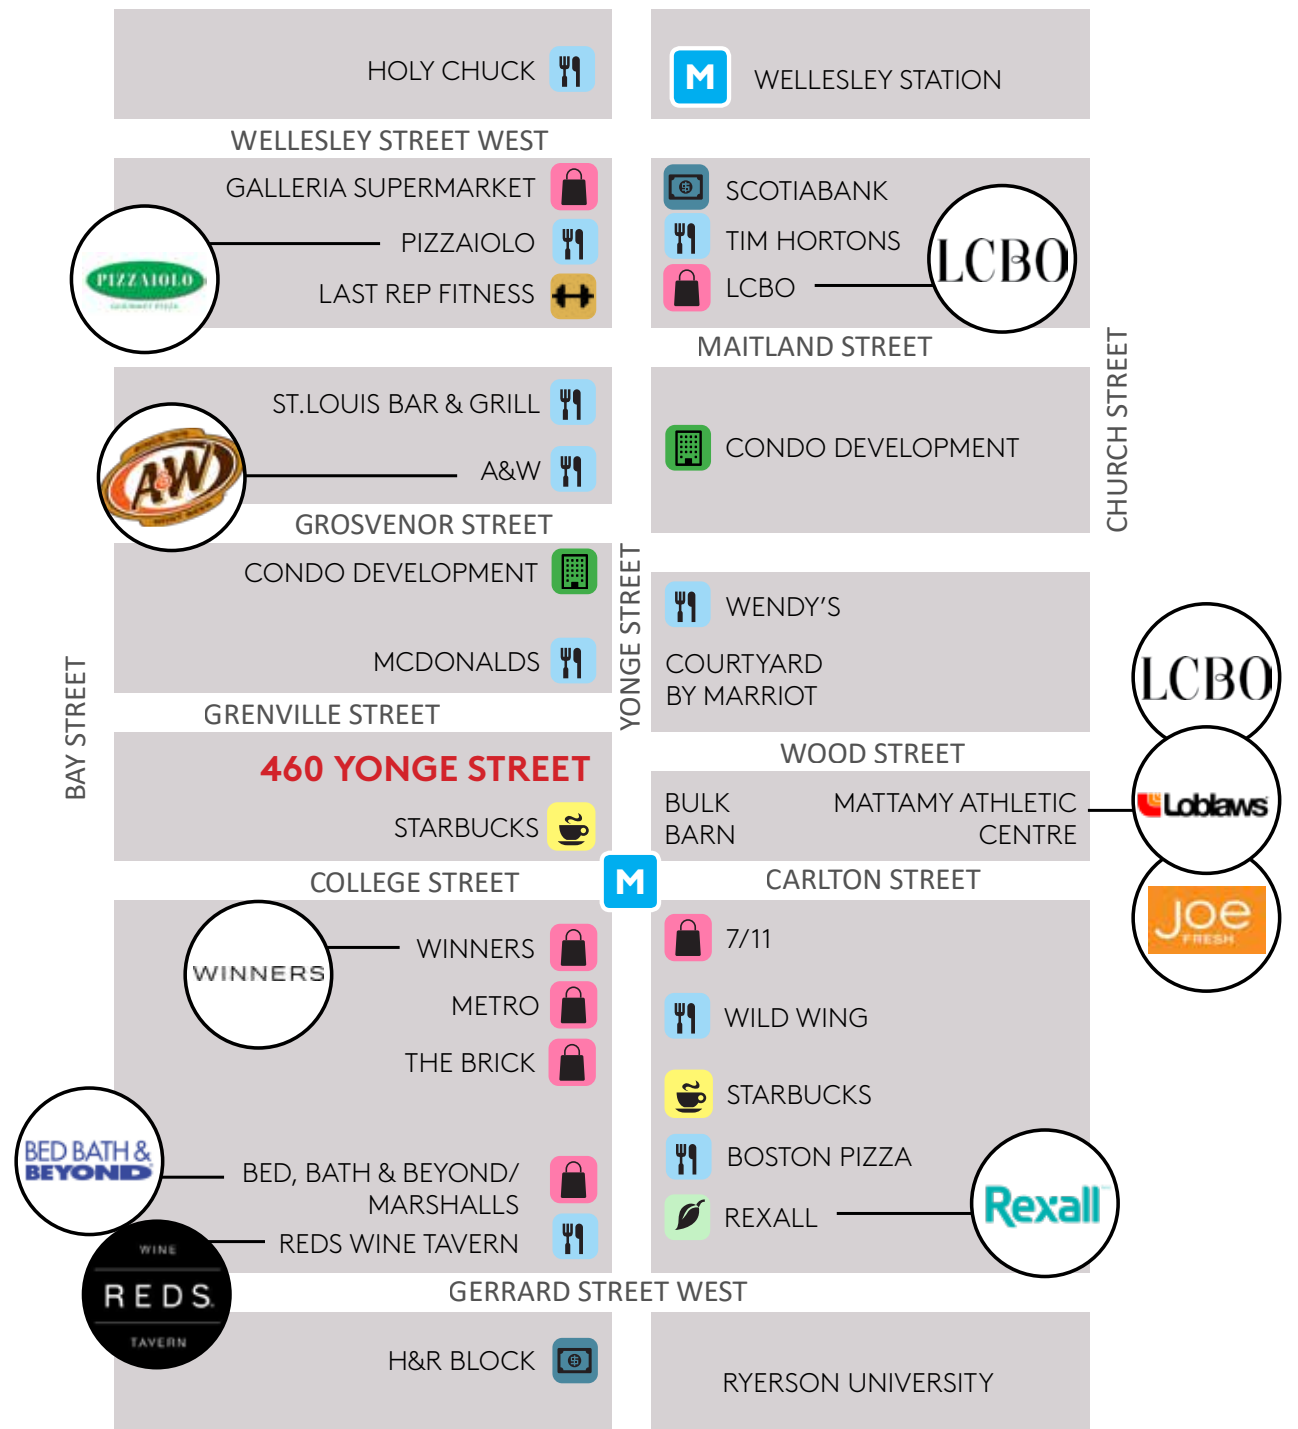 HOLY CHUCK
M
WELLESLEY STATION
WELLESLEY STREET WEST
GALLERIA SUPERMARKET
PIZZAIOLO
PIZZAIOLO
LAST REP FITNESS
SCOTIABANK
TIM HORTONS
LCBO
LCBO
MAITLAND STREET
CHURCH STREET
ST.LOUIS BAR & GRILL
A&W
A&W
CONDO DEVELOPMENT
GROSVENOR STREET
CONDO DEVELOPMENT
MCDONALDS
YONGE STREET
WENDY'S
COURTYARD
BY MARRIOT
LCBO
BAY STREET
GRENVILLE STREET
WOOD STREET
460 YONGE STREET
STARBUCKS
BULK
BARN
MATTAMY ATHLETIC
CENTRE
Loblaws
COLLEGE STREET
M
CARLTON STREET
JOE
FRESH
WINNERS
WINNERS
METRO
THE BRICK
7/11
WILD WING
STARBUCKS
BOSTON PIZZA
REXALL
Rexall
BED BATH &
BEYOND
BED, BATH & BEYOND/
MARSHALLS
REDS WINE TAVERN
WINE
REDS.
TAVERN
GERRARD STREET WEST
H&R BLOCK
RYERSON UNIVERSITY